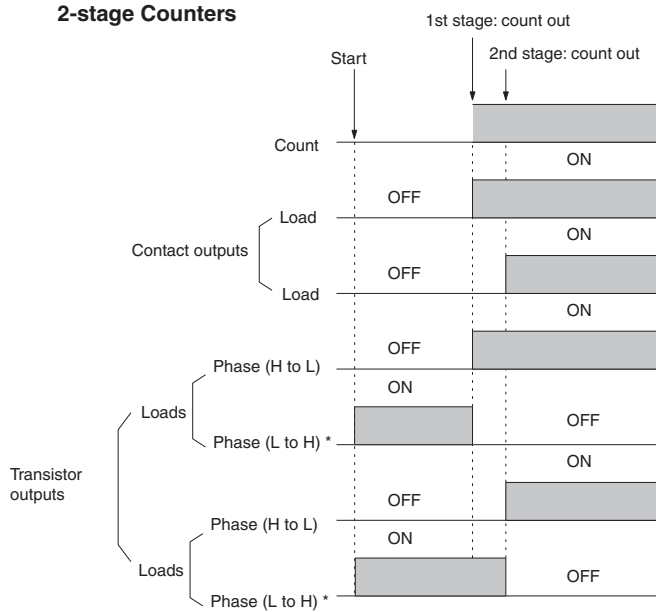 2-stage Counters
1st stage: count out
2nd stage: count out
Start
Count
ON
OFF
Load
Contact outputs
ON
OFF
Load
ON
OFF
Phase (H to L)
ON
Loads
OFF
Phase (L to H) *
ON
Transistor
outputs
OFF
Phase (H to L)
ON
Loads
OFF
Phase (L to H) *